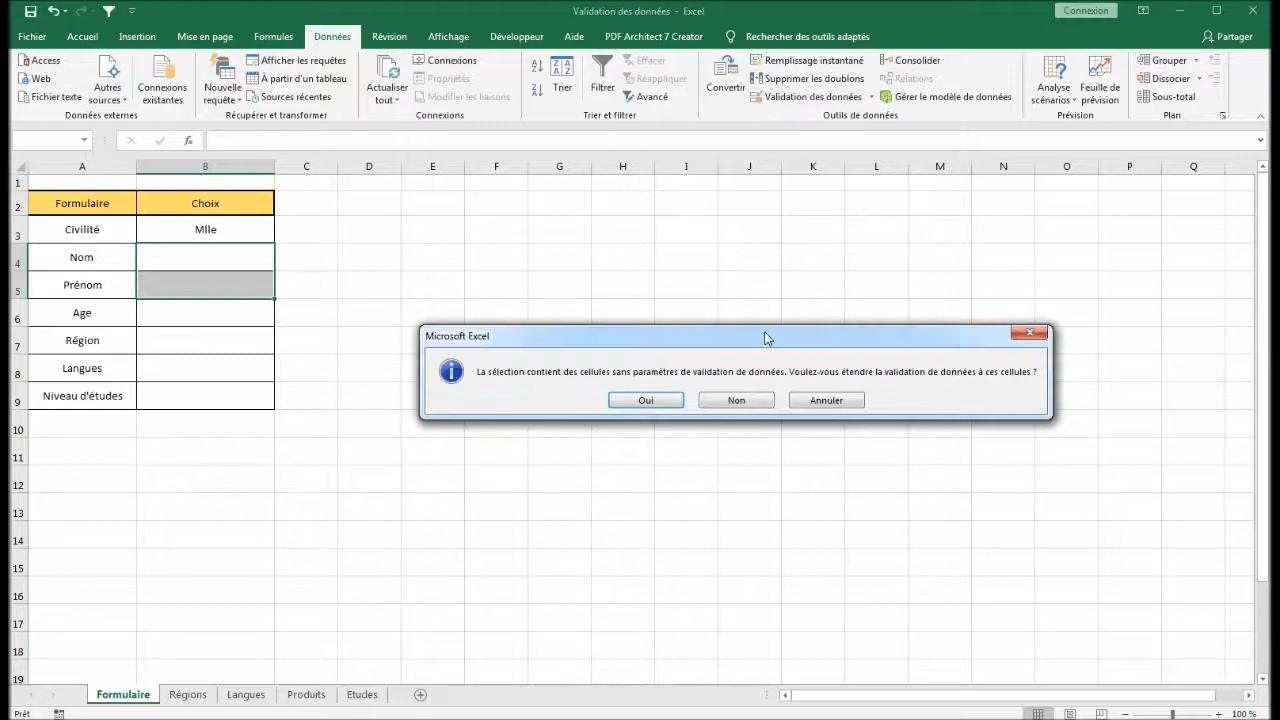 Validation des données - Excel
Connexion
Fichier Accueil Insertion Mise en page Formules Données Révision Affichage Développeur Aide PDF Architect 7 Creator Rechercher des outils adaptés Partager
Access
Web
Fichier texte
Autres sources
Connexions existantes
Données externes
Nouvelle requête
Afficher les requêtes
À partir d'un tableau
Sources récentes
Récupérer et transformer
Actualiser tout
Connexions
Propriétés
Modifier les liaisons
Connexions
Trier
Filtrer
Effacer
Réappliquer
Avancé
Trier et filtrer
Convertir
Remplissage instantané
Supprimer les doublons
Validation des données
Consolider
Relations
Gérer le modèle de données
Outils de données
Analyse scénarios
Feuille de prévision
Prévision
Grouper
Dissocier
Sous-total
Plan
fx
A B C D E F G H I J K L M N O P Q
1
2 Formulaire Choix
3 Civilité Mlle
4 Nom
5 Prénom
6 Age
7 Région
8 Langues
9 Niveau d'études
10
11
12
13
14
15
16
17
18
19
Microsoft Excel
La sélection contient des cellules sans paramètres de validation de données. Voulez-vous étendre la validation de données à ces cellules ?
Oui Non Annuler
Formulaire Régions Langues Produits Etudes
Prêt
100 %